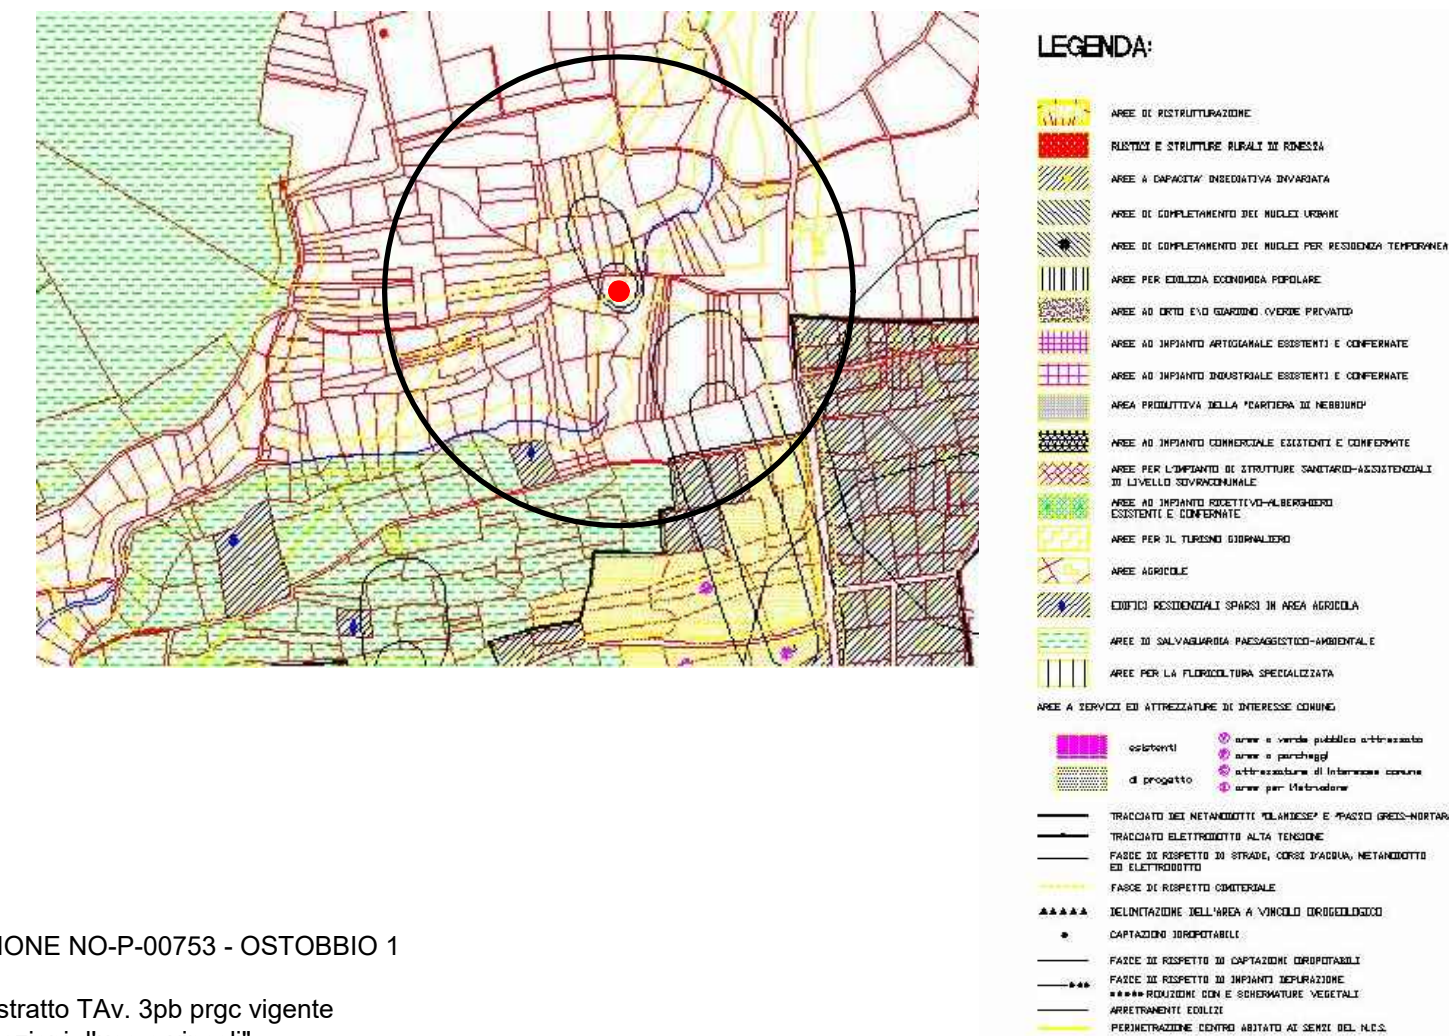 LEGENDA:
AREE DI RISTRUTTURAZIONE
RUSTICI E STRUTTURE RURALI DI RIMESSA
AREE A CAPACITA' INSEDIATIVA INVARIATA
AREE DI COMPLETAMENTO DEI NUCLEI URBANI
AREE DI COMPLETAMENTO DEI NUCLEI PER RESIDENZA TEMPORANEA
AREE PER EDILIZIA ECONOMICA POPOLARE
AREE AD ORTO E\O GIARDINO (VERDE PRIVATO)
AREE AD IMPIANTO ARTIGIANALE ESISTENTI E CONFERMATE
AREE AD IMPIANTO INDUSTRIALE ESISTENTI E CONFERMATE
AREA PRODUTTIVA DELLA "CARTIERA DI NEBBIUNO"
AREE AD IMPIANTO COMMERCIALE ESISTENTI E CONFERMATE
AREE PER L'IMPIANTO DI STRUTTURE SANITARIO-ASSISTENZIALI
DI LIVELLO SOVRACOMUNALE
AREE AD IMPIANTO RICETTIVO-ALBERGHIERO
ESISTENTI E CONFERMATE
AREE PER IL TURISMO GIORNALIERO
AREE AGRICOLE
EDIFICI RESIDENZIALI SPARSI IN AREA AGRICOLA
AREE DI SALVAGUARDIA PAESAGGISTICO-AMBIENTALE
AREE PER LA FLORICOLTURA SPECIALIZZATA
AREE A SERVIZI ED ATTREZZATURE DI INTERESSE COMUNE:
esistenti
di progetto
aree a verde pubblico attrezzato
aree a parcheggi
attrezzature di interesse comune
aree per l'istruzione
TRACCIATO DEI METANODOTTI "OLANDESE" E "PASSO GREIS-MORTARA
TRACCIATO ELETTRODOTTO ALTA TENSIONE
FASCE DI RISPETTO DI STRADE, CORSI D'ACQUA, METANODOTTO
ED ELETTRODOTTO
FASCE DI RISPETTO CIMITERIALE
DELIMITAZIONE DELL'AREA A VINCOLO IDROGEOLOGICO
CAPTAZIONI IDROPOTABILI
FASCE DI RISPETTO DI CAPTAZIONI IDROPOTABILI
FASCE DI RISPETTO DI IMPIANTI DEPURAZIONE
RIDUZIONE CON E SCHERMATURE VEGETALI
ARRETRAMENTI EDILIZI
PERIMETRAZIONE CENTRO ABITATO AI SENSI DEL N.C.S.
IONE NO-P-00753 - OSTOBBIO 1
stratto TAv. 3pb prgc vigente